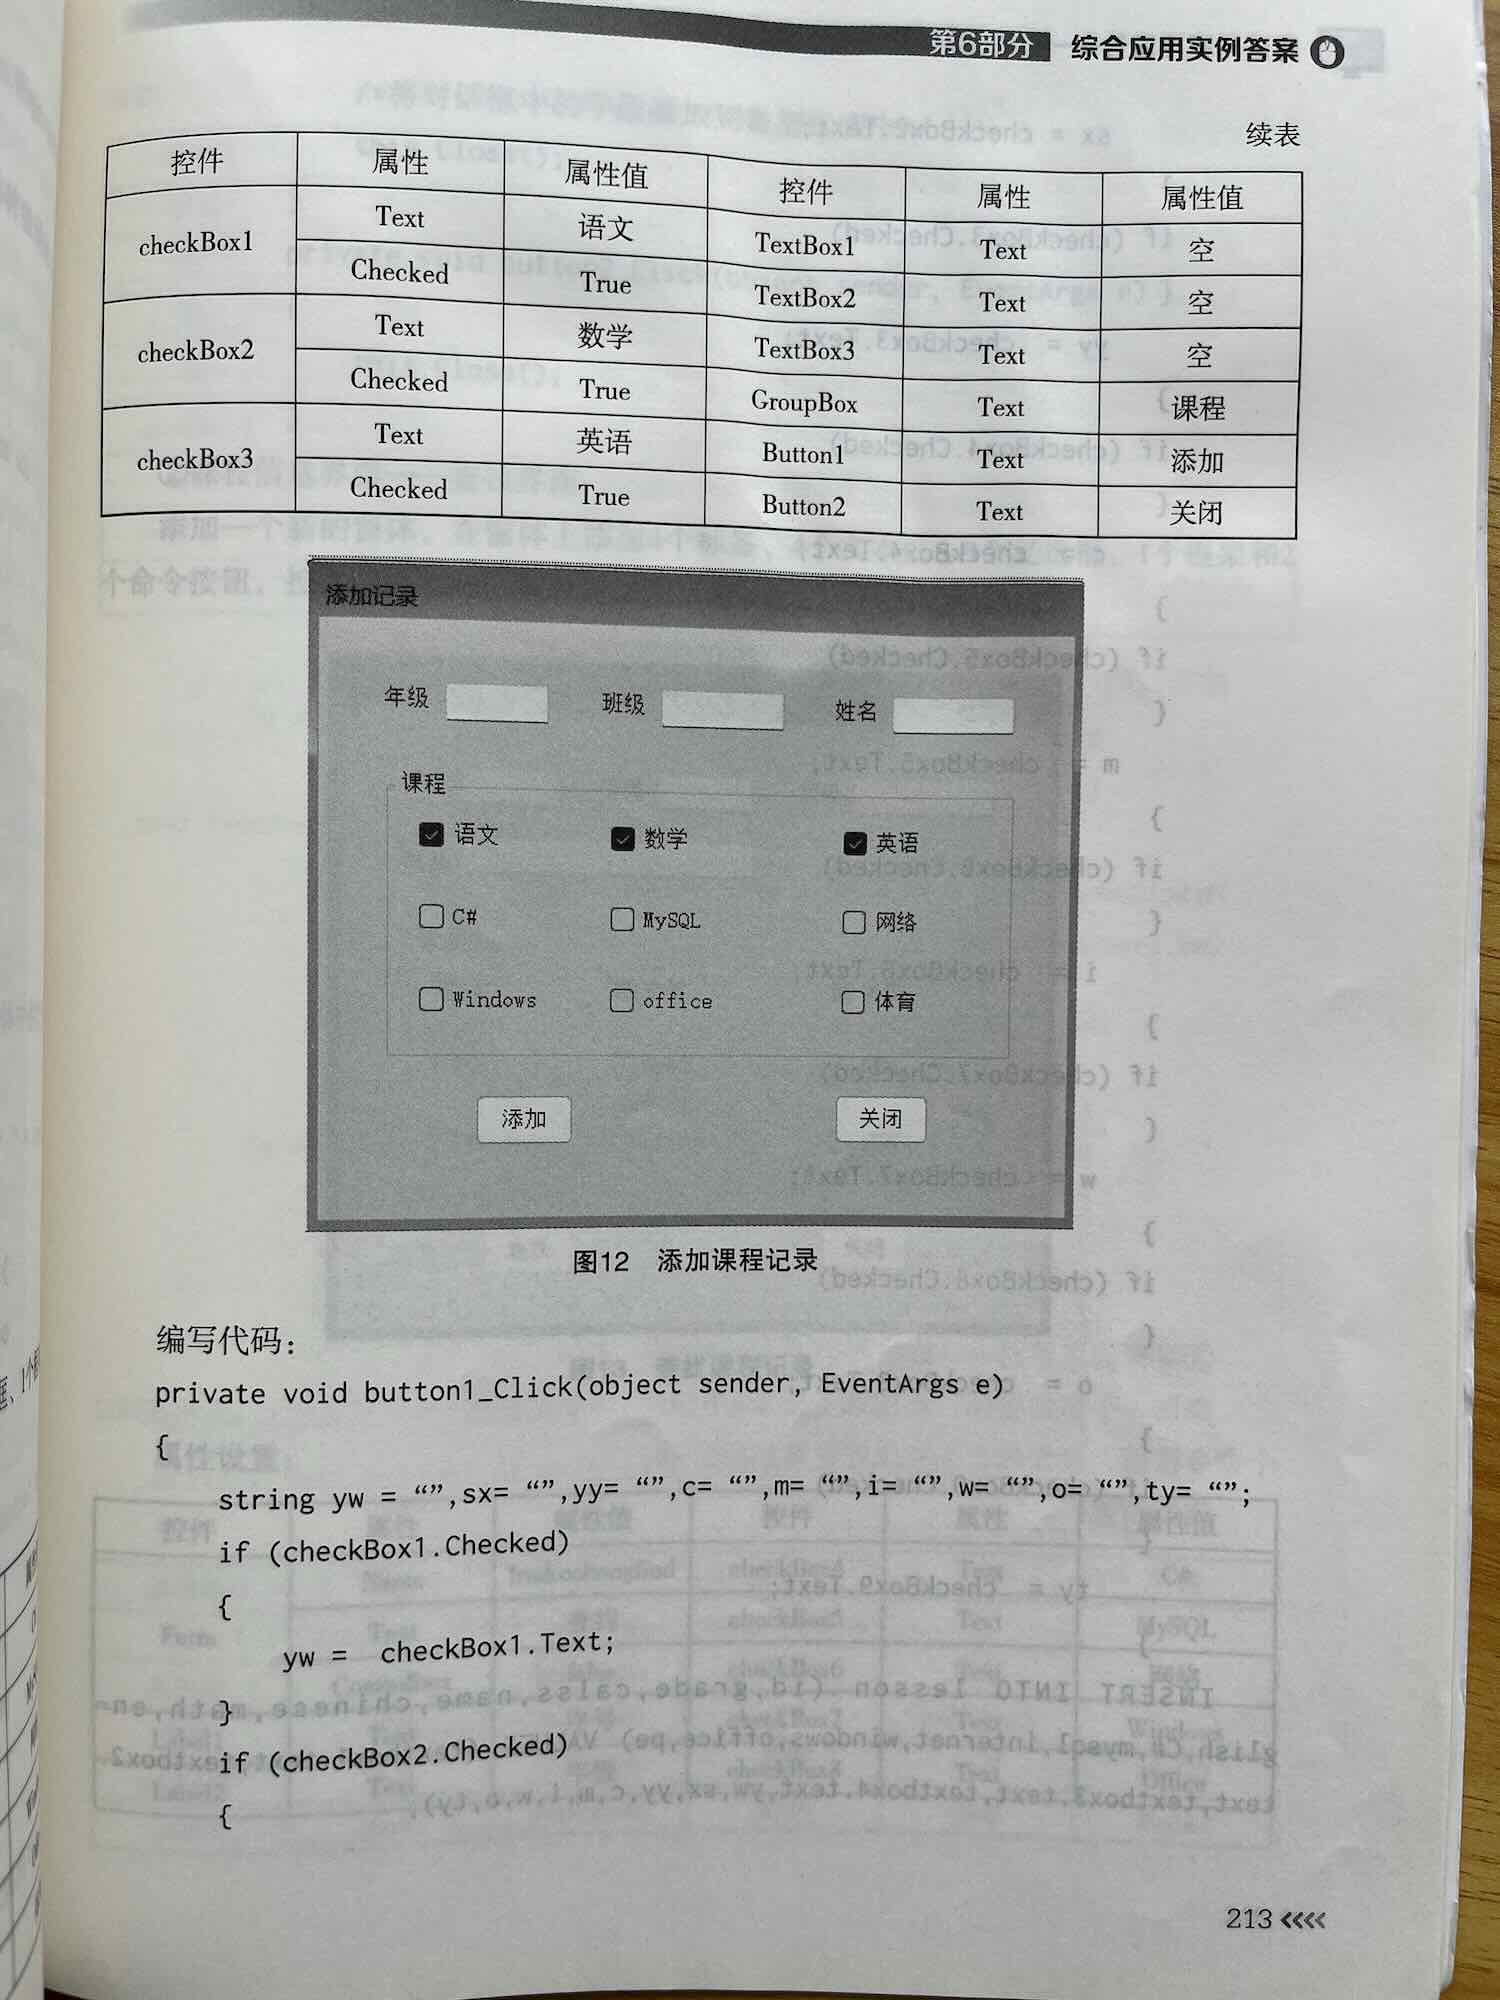 第6部分 综合应用实例答案
续表
控件 属性 属性值 控件 属性 属性值
checkBox1 Text 语文 TextBox1 Text 空
Checked True TextBox2 Text 空
checkBox2 Text 数学 TextBox3 Text 空
Checked True GroupBox Text 课程
checkBox3 Text 英语 Button1 Text 添加
Checked True Button2 Text 关闭
添加记录
年级 班级 姓名
课程
语文 数学 英语
C# MySQL 网络
Windows office 体育
添加 关闭
图12 添加课程记录
编写代码：
private void button1_Click(object sender, EventArgs e)
{
string yw = “”,sx= “”,yy= “”,c= “”,m= “”,i= “”,w= “”,o= “”,ty= “”;
if (checkBox1.Checked)
{
yw = checkBox1.Text;
}
if (checkBox2.Checked)
{
213